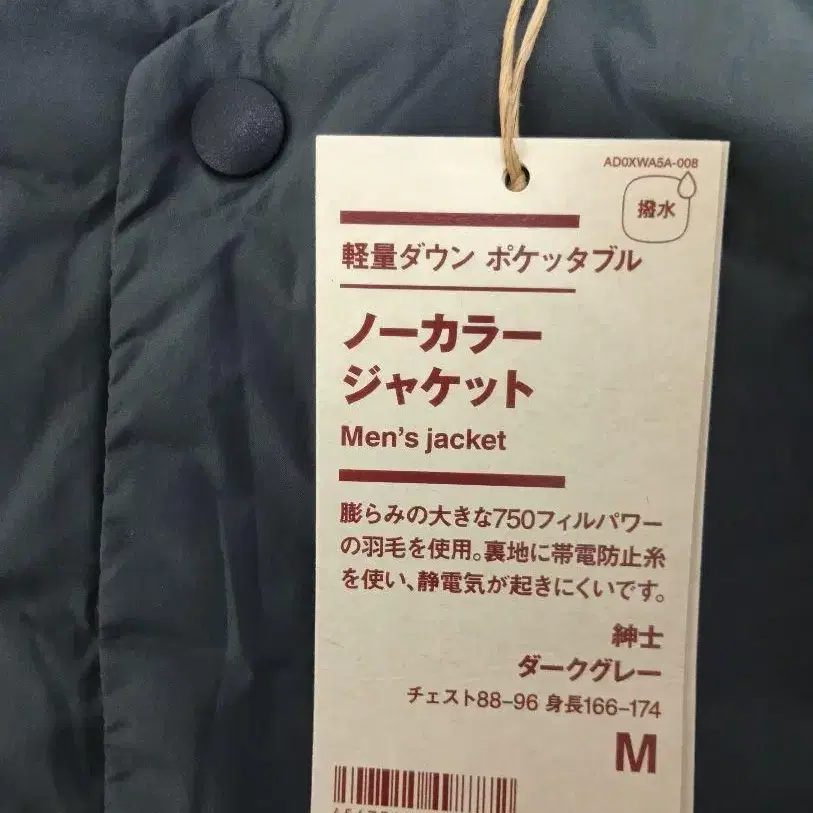 AD0XWA5A-008
撥水
軽量ダウン ポケッタブル
ノーカラー
ジャケット
Men's jacket
膨らみの大きな750フィルパワー
の羽毛を使用。裏地に帯電防止糸
を使い、静電気が起きにくいです。
紳士
ダークグレー
チェスト88–96 身長166–174
M